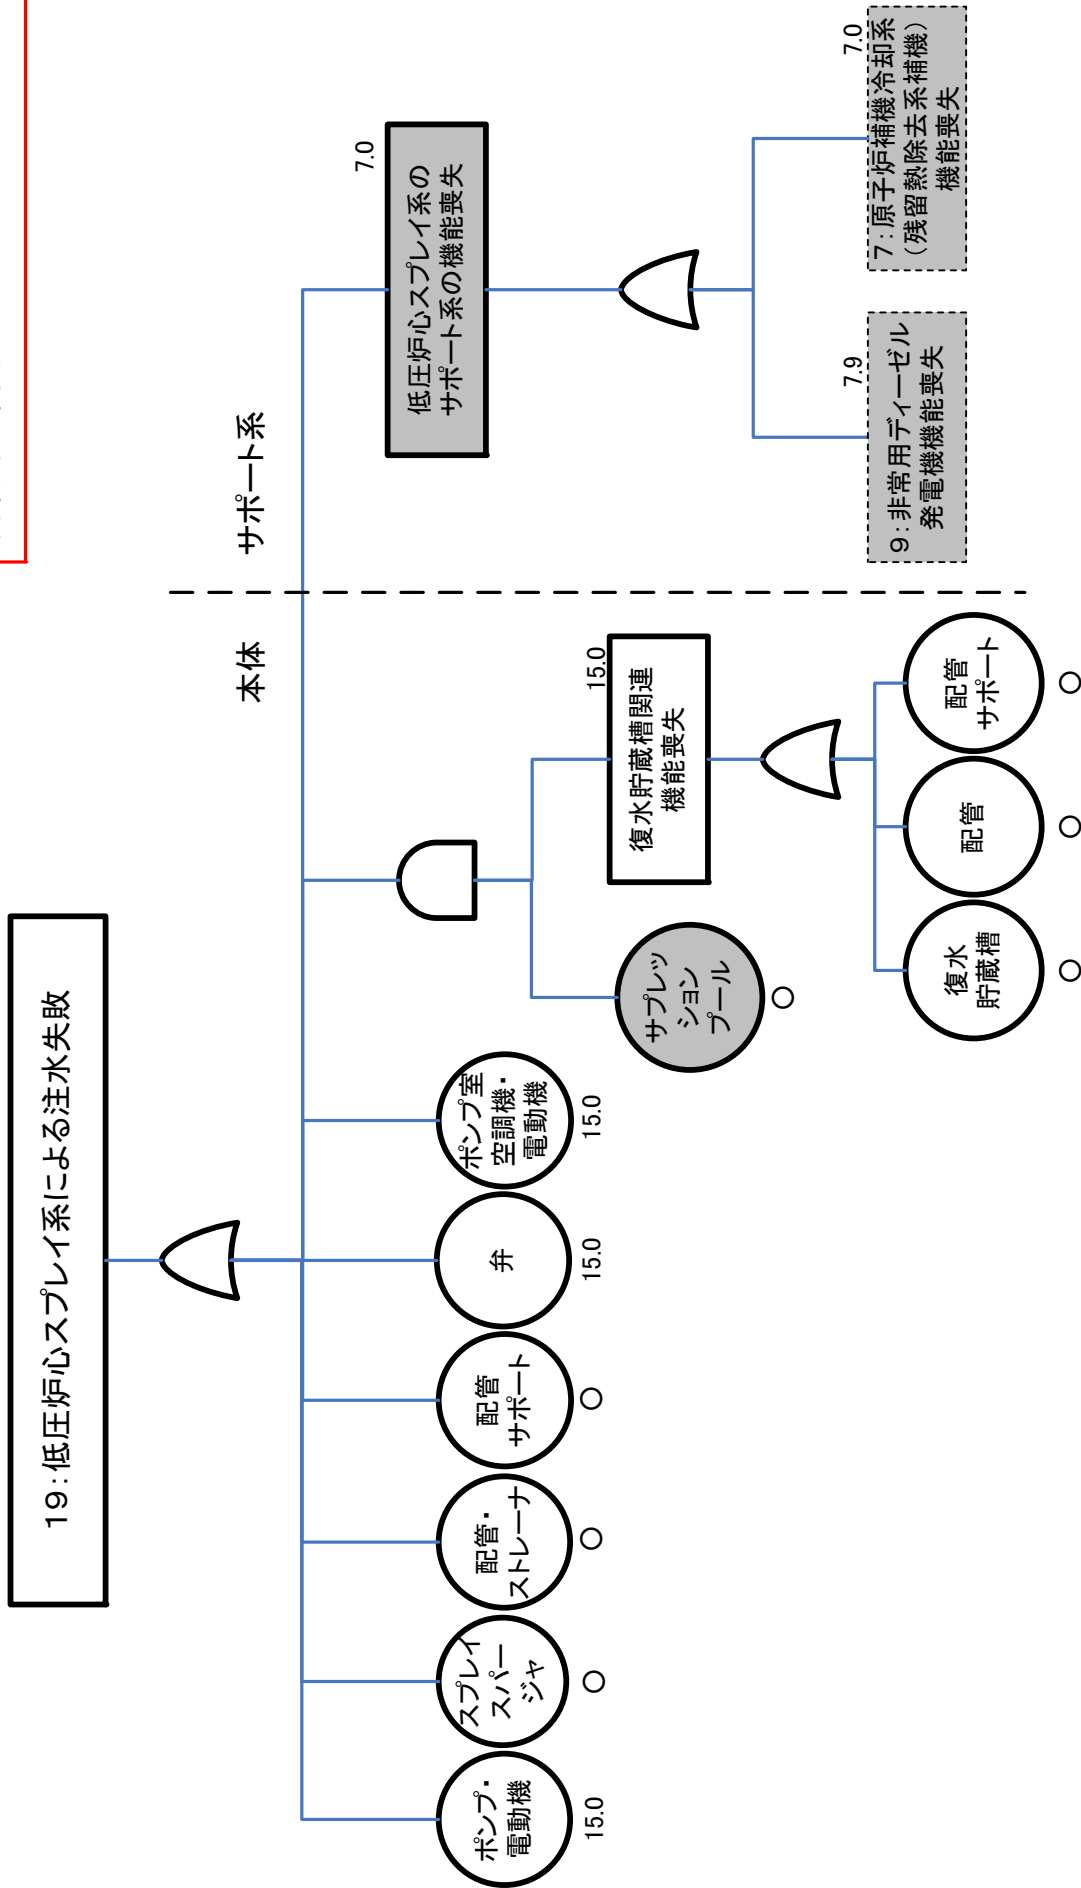 19:低圧炉心スプレイ系による注水失敗
本体
サポート系
ポンプ・
電動機
15.0
スプレイ
スパー
ジャ
○
配管・
ストレーナ
○
配管
サポート
○
弁
15.0
ポンプ室
空調機・
電動機
15.0
サプレッ
ション
プール
○
15.0
復水貯蔵槽関連
機能喪失
復水
貯蔵槽
○
配管
○
配管
サポート
○
7.0
低圧炉心スプレイ系の
サポート系の機能喪失
7.9
9:非常用ディーゼル
発電機機能喪失
7.0
7:原子炉補機冷却系
(残留熱除去系補機)
機能喪失